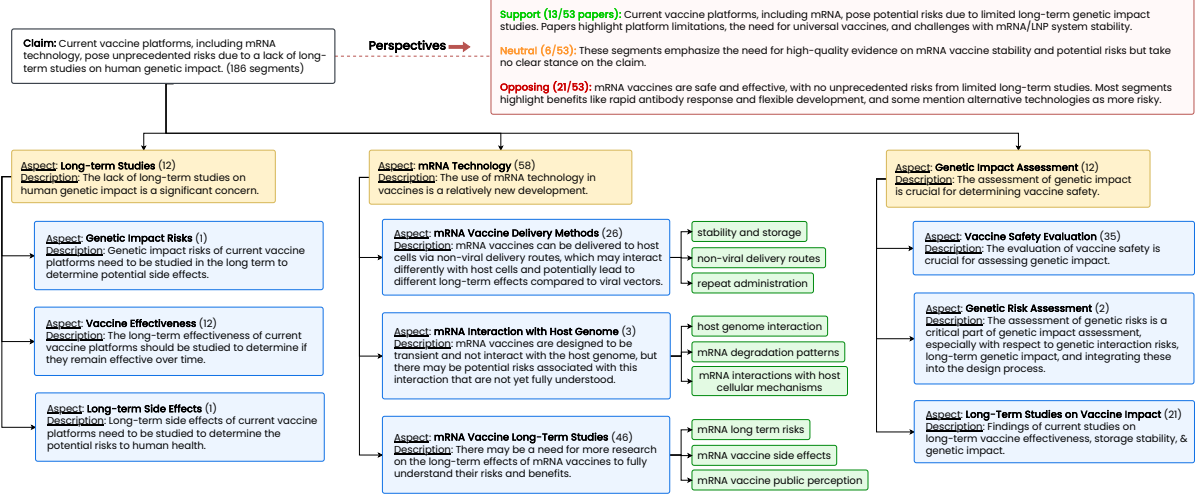 Support (13/53 papers): Current vaccine platforms, including mRNA, pose potential risks due to limited long-term genetic impact
studies. Papers highlight platform limitations, the need for universal vaccines, and challenges with mRNA/LNP system stability.
Neutral (6/53): These segments emphasize the need for high-quality evidence on mRNA vaccine stability and potential risks but take
no clear stance on the claim.
Opposing (21/53): mRNA vaccines are safe and effective, with no unprecedented risks from limited long-term studies. Most segments
highlight benefits like rapid antibody response and flexible development, and some mention alternative technologies as more risky.
Perspectives
Claim: Current vaccine platforms, including mRNA
technology, pose unprecedented risks due to a lack of long-
term studies on human genetic impact. (186 segments)
Aspect: Long-term Studies (12)
Description: The lack of long-term studies on
human genetic impact is a significant concern.
Aspect: Genetic Impact Risks (1)
Description: Genetic impact risks of current vaccine
platforms need to be studied in the long term to
determine potential side effects.
Aspect: Vaccine Effectiveness (12)
Description: The long-term effectiveness of current
vaccine platforms should be studied to determine if
they remain effective over time.
Aspect: Long-term Side Effects (1)
Description: Long-term side effects of current vaccine
platforms need to be studied to determine the
potential risks to human health.
Aspect: mRNA Technology (58)
Description: The use of mRNA technology in
vaccines is a relatively new development.
Aspect: mRNA Vaccine Delivery Methods (26)
Description: mRNA vaccines can be delivered to host
cells via non-viral delivery routes, which may interact
differently with host cells and potentially lead to
different long-term effects compared to viral vectors.
stability and storage
non-viral delivery routes
repeat administration
Aspect: mRNA Interaction with Host Genome (3)
Description: mRNA vaccines are designed to be
transient and not interact with the host genome, but
there may be potential risks associated with this
interaction that are not yet fully understood.
host genome interaction
mRNA degradation patterns
mRNA interactions with host
cellular mechanisms
Aspect: mRNA Vaccine Long-Term Studies (46)
Description: There may be a need for more research
on the long-term effects of mRNA vaccines to fully
understand their risks and benefits.
mRNA long term risks
mRNA vaccine side effects
mRNA vaccine public perception
Aspect: Genetic Impact Assessment (12)
Description: The assessment of genetic impact
is crucial for determining vaccine safety.
Aspect: Vaccine Safety Evaluation (35)
Description: The evaluation of vaccine safety is
crucial for assessing genetic impact.
Aspect: Genetic Risk Assessment (2)
Description: The assessment of genetic risks is a
critical part of genetic impact assessment,
especially with respect to genetic interaction risks,
long-term genetic impact, and integrating these
into the design process.
Aspect: Long-Term Studies on Vaccine Impact (21)
Description: Findings of current studies on
long-term vaccine effectiveness, storage stability, &
genetic impact.